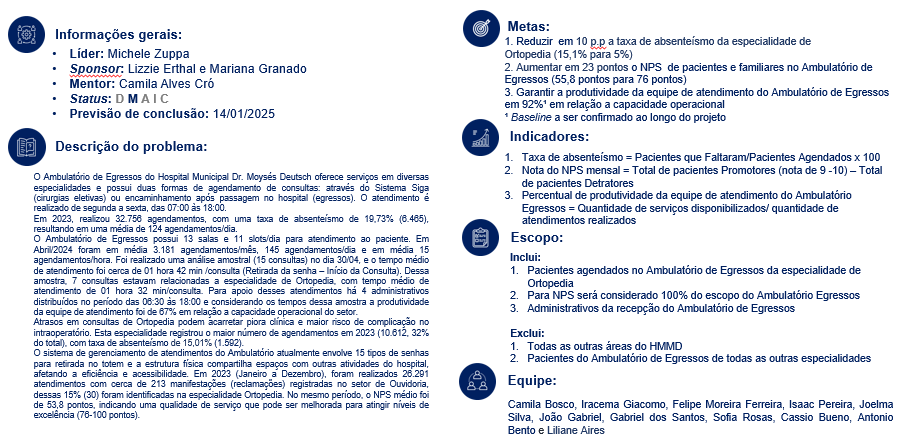 Informações gerais:
• Líder: Michele Zuppa
• Sponsor: Lizzie Erthal e Mariana Granado
• Mentor: Camila Alves Crô
• Status: D M A I C
• Previsão de conclusão: 14/01/2025
Descrição do problema:
O Ambulatório de Egressos do Hospital Municipal Dr. Moysés Deutsch oferece serviços em diversas
especialidades e possui duas formas de agendamento de consultas: através do Sistema Siga
(cirurgias eletivas) ou encaminhamento após passagem no hospital (egressos). O atendimento é
realizado de segunda a sexta, das 07:00 às 18:00.
Em 2023, realizou 32.756 agendamentos, com uma taxa de absenteísmo de 19,73% (6.465),
resultando em uma média de 124 agendamentos/dia.
O Ambulatório de Egressos possui 13 salas e 11 slots/dia para atendimento ao paciente. Em
Abril/2024 foram em média 3.181 agendamentos/mês, 145 agendamentos/dia e em média 15
agendamentos/hora. Foi realizado uma análise amostral (15 consultas) no dia 30/04, e o tempo médio
de atendimento foi cerca de 01 hora 42 min /consulta (Retirada da senha – Início da Consulta). Dessa
amostra, 7 consultas estavam relacionadas a especialidade de Ortopedia, com tempo médio de
atendimento de 01 hora 32 min/consulta. Para apoio desses atendimentos há 4 administrativos
distribuídos no período das 06:30 às 18:00 e considerando os tempos dessa amostra a produtividade
da equipe de atendimento foi de 67% em relação a capacidade operacional do setor.
Atrasos em consultas de Ortopedia podem acarretar piora clínica e maior risco de complicação no
intraoperatório. Esta especialidade registrou o maior número de agendamentos em 2023 (10.612, 32%
do total), com taxa de absenteísmo de 15,01% (1.592).
O sistema de gerenciamento de atendimentos do Ambulatório atualmente envolve 15 tipos de senhas
para retirada no totem e a estrutura física compartilha espaços com outras atividades do hospital,
afetando a eficiência e acessibilidade. Em 2023 (Janeiro a Dezembro), foram realizados 26.291
atendimentos com cerca de 213 manifestações (reclamações) registradas no setor de Ouvidoria,
dessas 15% (30) foram identificadas na especialidade Ortopedia. No mesmo período, o NPS médio foi
de 53,8 pontos, indicando uma qualidade de serviço que pode ser melhorada para atingir níveis de
excelência (76-100 pontos).
Metas:
1. Reduzir em 10 p.p a taxa de absenteísmo da especialidade de
Ortopedia (15,1% para 5%)
2. Aumentar em 23 pontos o NPS de pacientes e familiares no Ambulatório de
Egressos (55,8 pontos para 76 pontos)
3. Garantir a produtividade da equipe de atendimento do Ambulatório de Egressos
em 92%¹ em relação a capacidade operacional
¹ Baseline a ser confirmado ao longo do projeto
Indicadores:
1. Taxa de absenteísmo = Pacientes que Faltaram/Pacientes Agendados x 100
2. Nota do NPS mensal = Total de pacientes Promotores (nota de 9 -10) – Total
de pacientes Detratores
3. Percentual de produtividade da equipe de atendimento do Ambulatório
Egressos = Quantidade de serviços disponibilizados/ quantidade de
atendimentos realizados
Escopo:
Inclui:
1. Pacientes agendados no Ambulatório de Egressos da especialidade de
Ortopedia
2. Para NPS será considerado 100% do escopo do Ambulatório Egressos
3. Administrativos da recepção do Ambulatório de Egressos
Exclui:
1. Todas as outras áreas do HMMD
2. Pacientes do Ambulatório de Egressos de todas as outras especialidades
Equipe:
Camila Bosco, Iracema Giacomo, Felipe Moreira Ferreira, Isaac Pereira, Joelma
Silva, João Gabriel, Gabriel dos Santos, Sofia Rosas, Cassio Bueno, Antonio
Bento e Liliane Aires